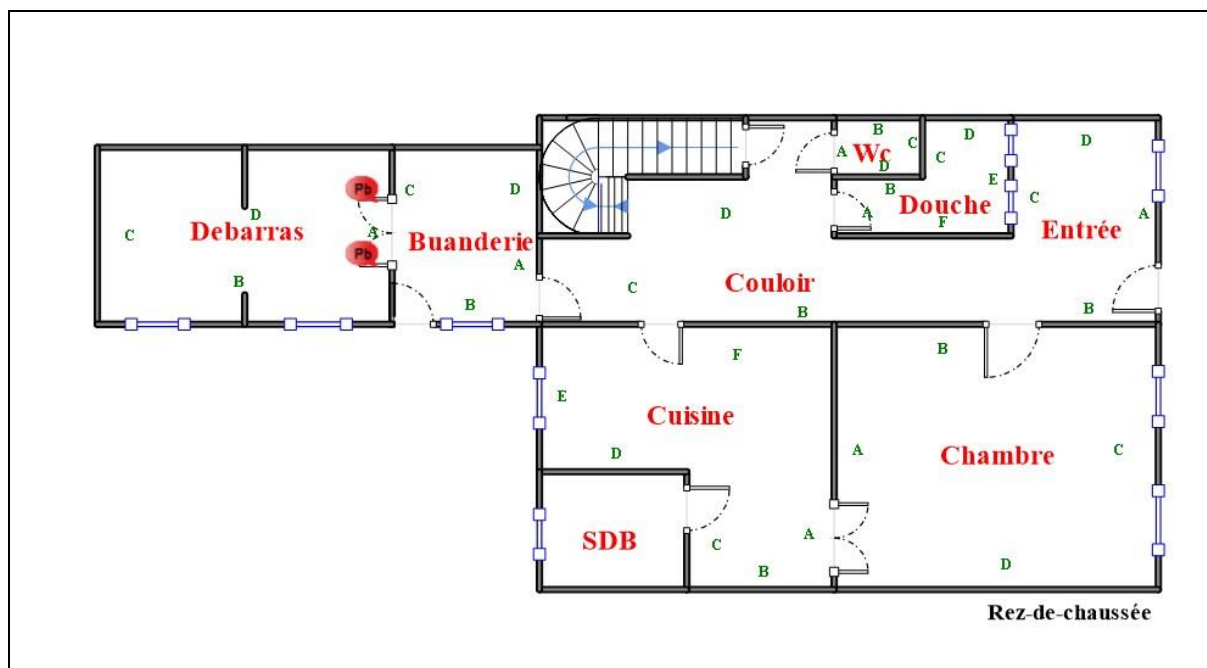 B
D
D
A
Wc
C
C
D
Pb
C
D
B
E
C
D
A
Douche
D
A
F
Debarras
A
Buanderie
Entrée
C
Pb
A
B
C
Couloir
B
B
B
F
B
E
Cuisine
D
A
Chambre
C
SDB
C
A
B
D
Rez-de-chaussée